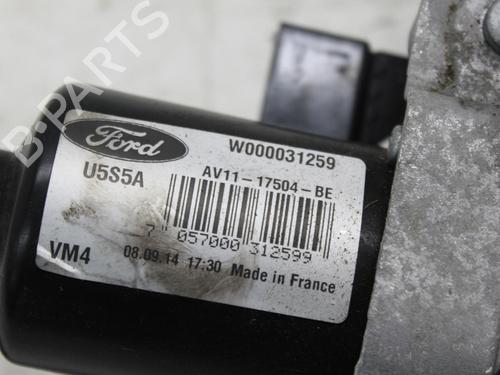 B-PARTS
Ford
W000031259
U5S5A
AV11-17504-BE
7 057000 312599
VM4
08.09.14 17:30 Made in France